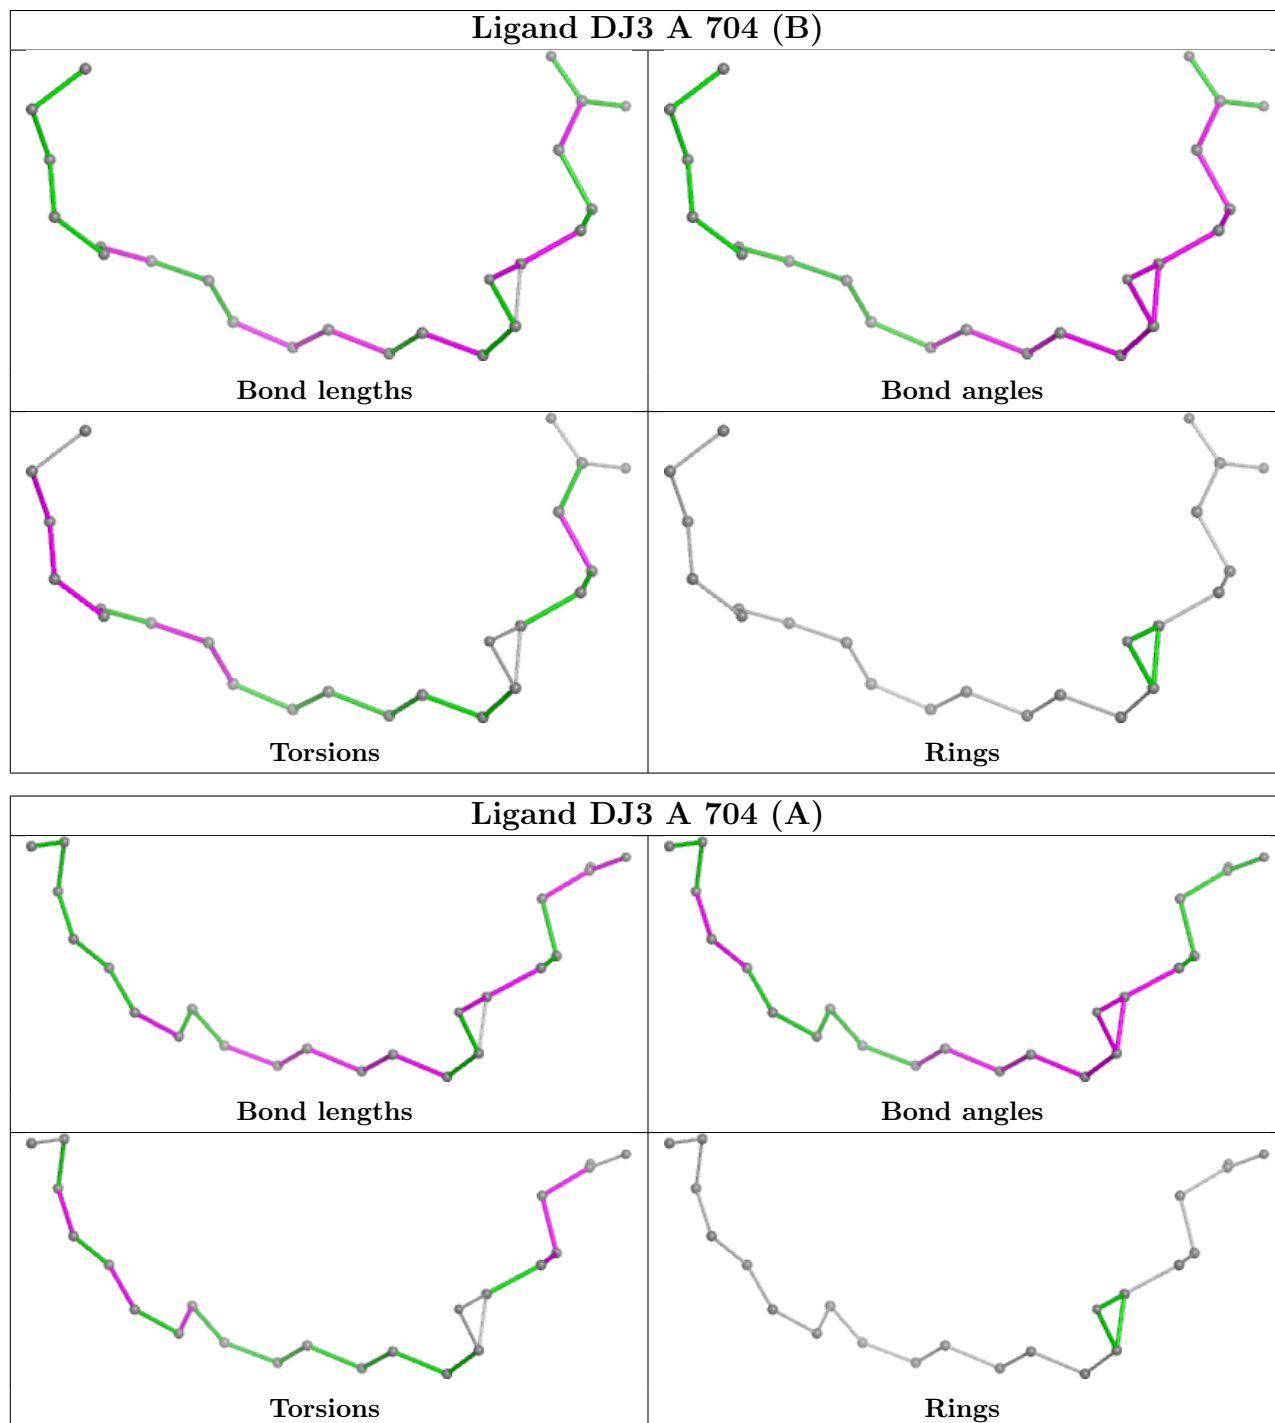 Ligand DJ3 A 704 (B)
Bond lengths
Bond angles
Torsions
Rings
Ligand DJ3 A 704 (A)
Bond lengths
Bond angles
Torsions
Rings